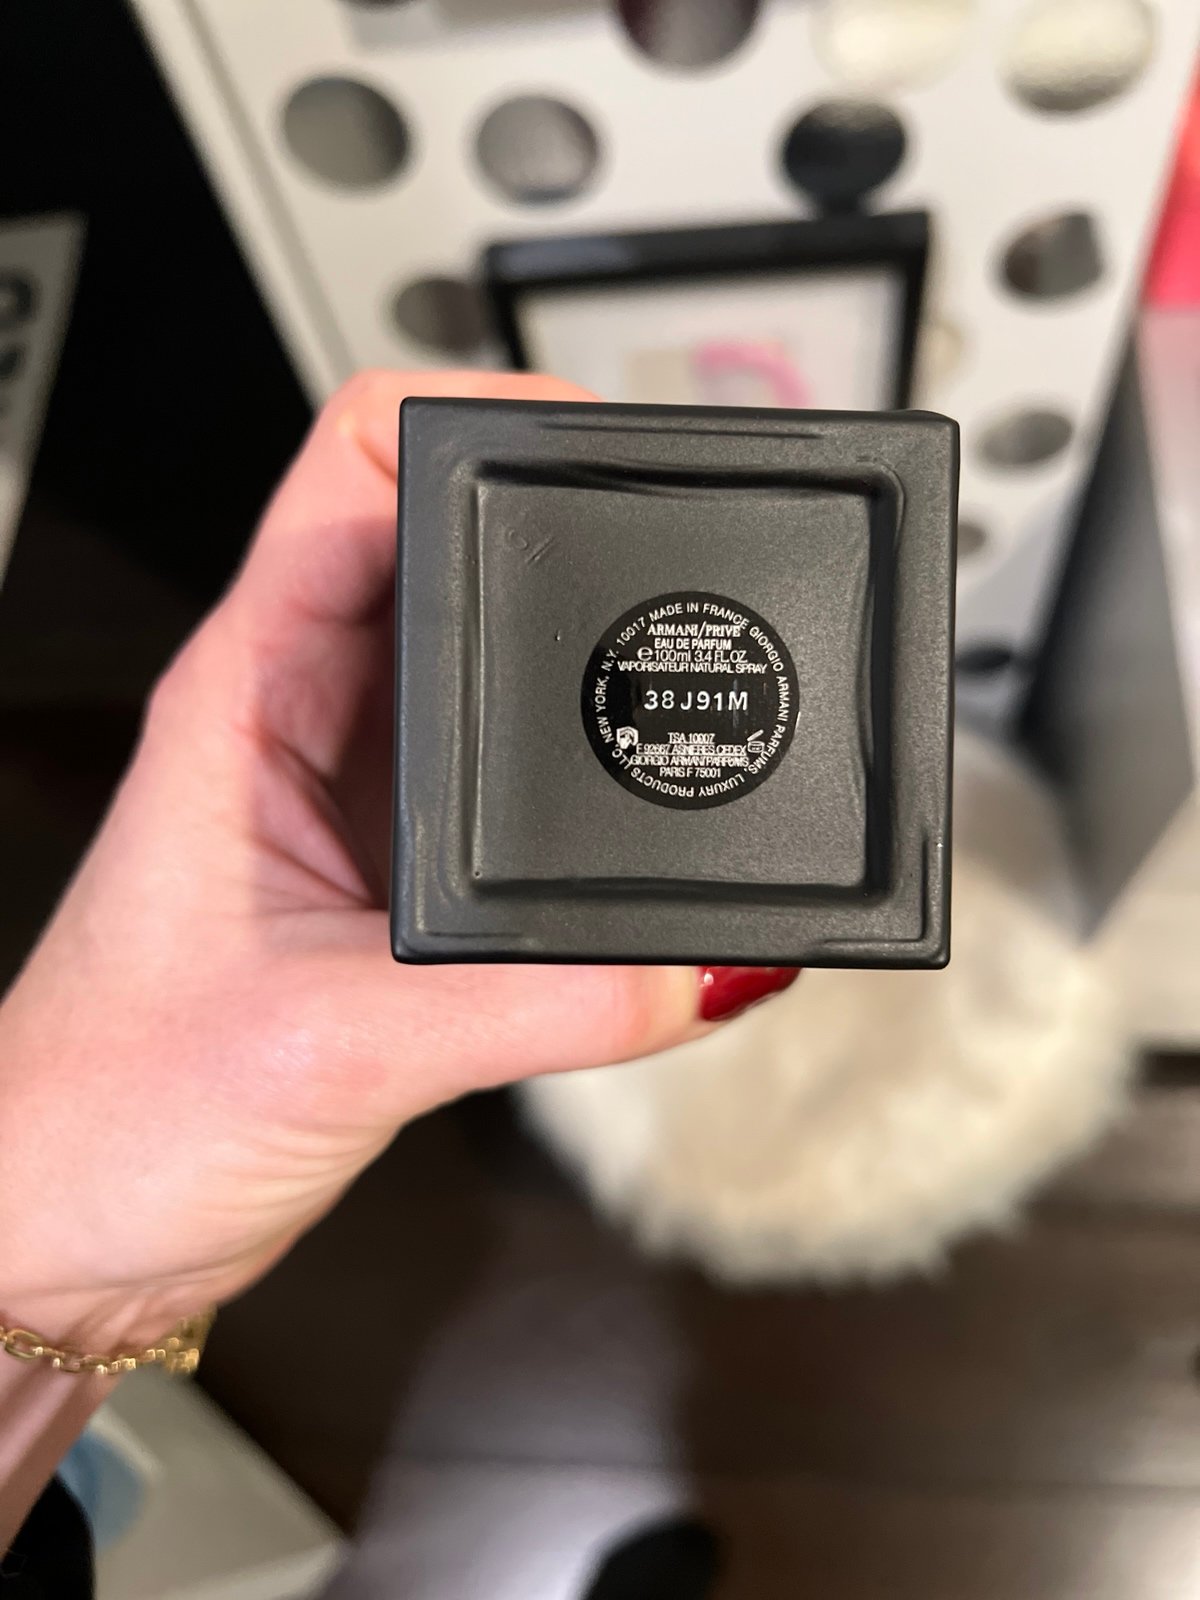 MADE IN FRANCE GIORGIO ARMANI PARFUMS, LUXURY PRODUCTS LLC, NEW YORK, N.Y. 10017
ARMANI/PRIVE
EAU DE PARFUM
℮100ml 3.4 FL.OZ.
VAPORISATEUR NATURAL SPRAY
38J91M
TSA 10007
F 92667 ASNIERES CEDEX
GIORGIO ARMANI PARFUMS,
PARIS F 75001